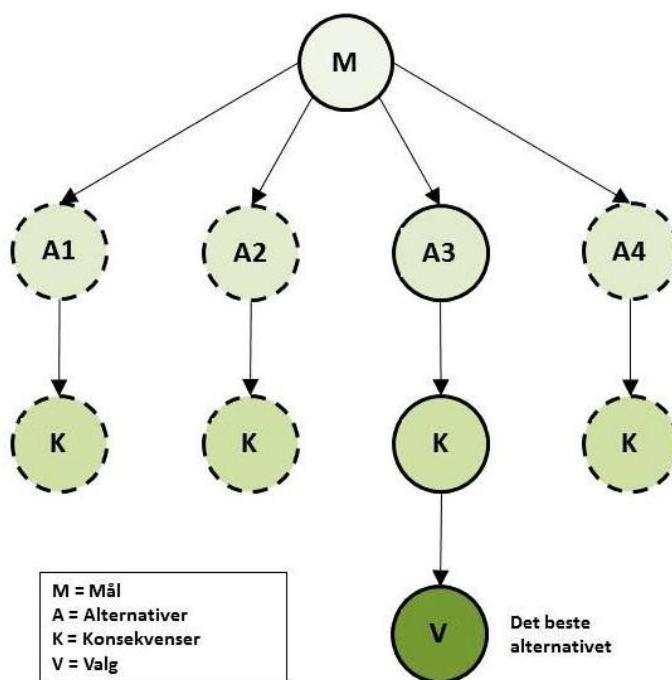 M
A1
A2
A3
A4
K
K
K
K
M = Mål
A = Alternativer
K = Konsekvenser
V = Valg
V
Det beste
alternativet